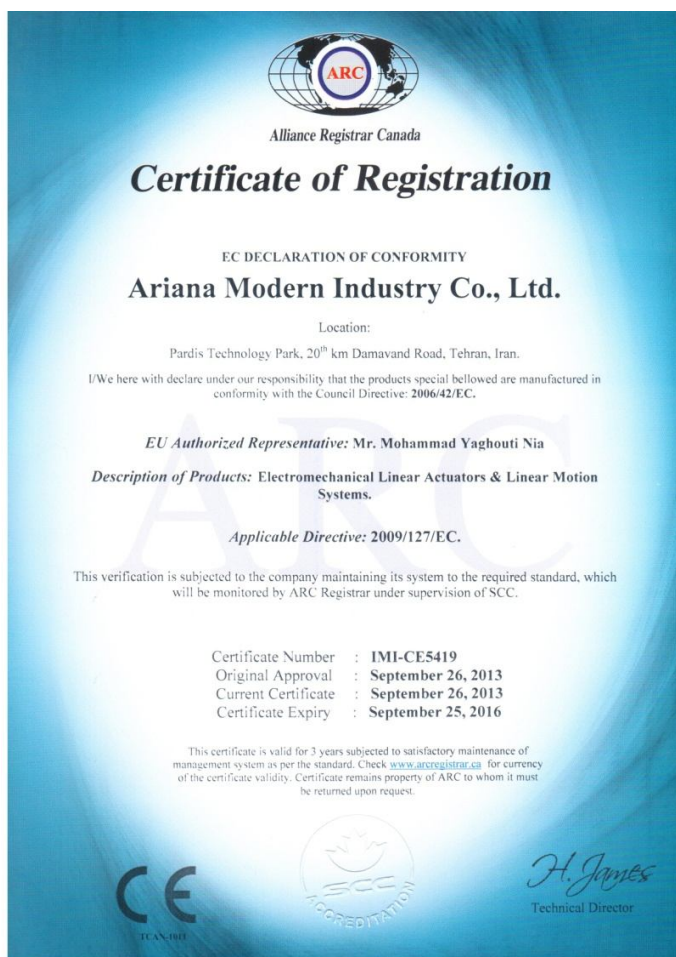 ARC
Alliance Registrar Canada
Certificate of Registration
EC DECLARATION OF CONFORMITY
Ariana Modern Industry Co., Ltd.
Location:
Pardis Technology Park, 20th km Damavand Road, Tehran, Iran.
I/We here with declare under our responsibility that the products special bellowed are manufactured in
conformity with the Council Directive: 2006/42/EC.
EU Authorized Representative: Mr. Mohammad Yaghouti Nia
Description of Products: Electromechanical Linear Actuators & Linear Motion
Systems.
ARC
Applicable Directive: 2009/127/EC.
This verification is subjected to the company maintaining its system to the required standard, which
will be monitored by ARC Registrar under supervision of SCC.
Certificate Number : IMI-CE5419
Original Approval : September 26, 2013
Current Certificate : September 26, 2013
Certificate Expiry : September 25, 2016
This certificate is valid for 3 years subjected to satisfactory maintenance of
management system as per the standard. Check www.arcregistrar.ca for currency
of the certificate validity. Certificate remains property of ARC to whom it must
be returned upon request.
CE
TCAN-1011
SCC
ACCREDITATION
H. James
Technical Director